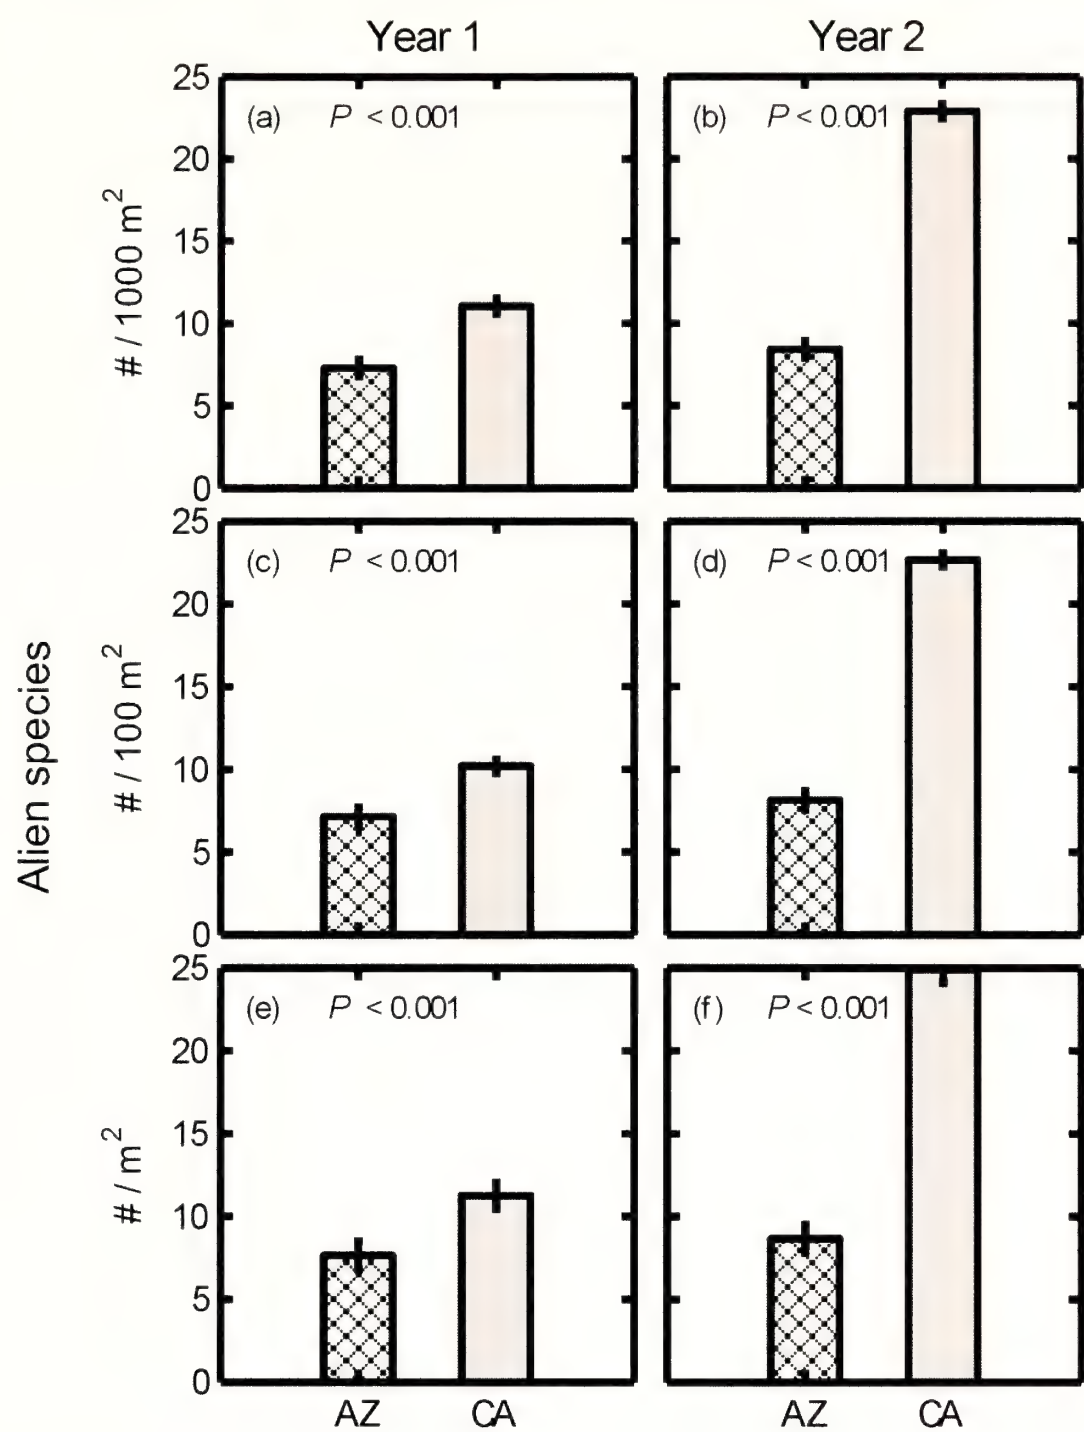 Year 1 Year 2
Alien species
# / 1000 m²
25
20
15
10
5
0
(a) P < 0.001
(b) P < 0.001
# / 100 m²
25
20
15
10
5
0
(c) P < 0.001
(d) P < 0.001
# / m²
25
20
15
10
5
0
(e) P < 0.001
(f) P < 0.001
AZ CA AZ CA